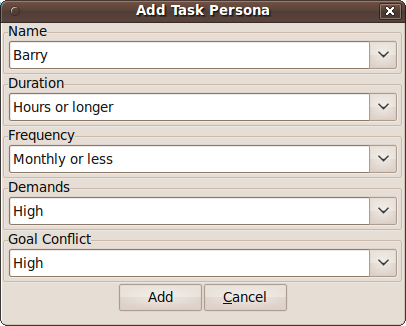 Add Task Persona
Name
Barry
Duration
Hours or longer
Frequency
Monthly or less
Demands
High
Goal Conflict
High
Add
Cancel